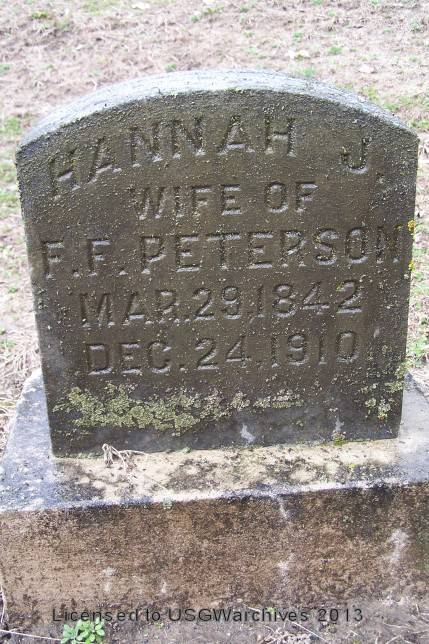 HANNAH J.
WIFE OF
F. F. PETERSON,
MAR. 29, 1842
DEC. 24, 1910
Licensed to USGWarchives 2013